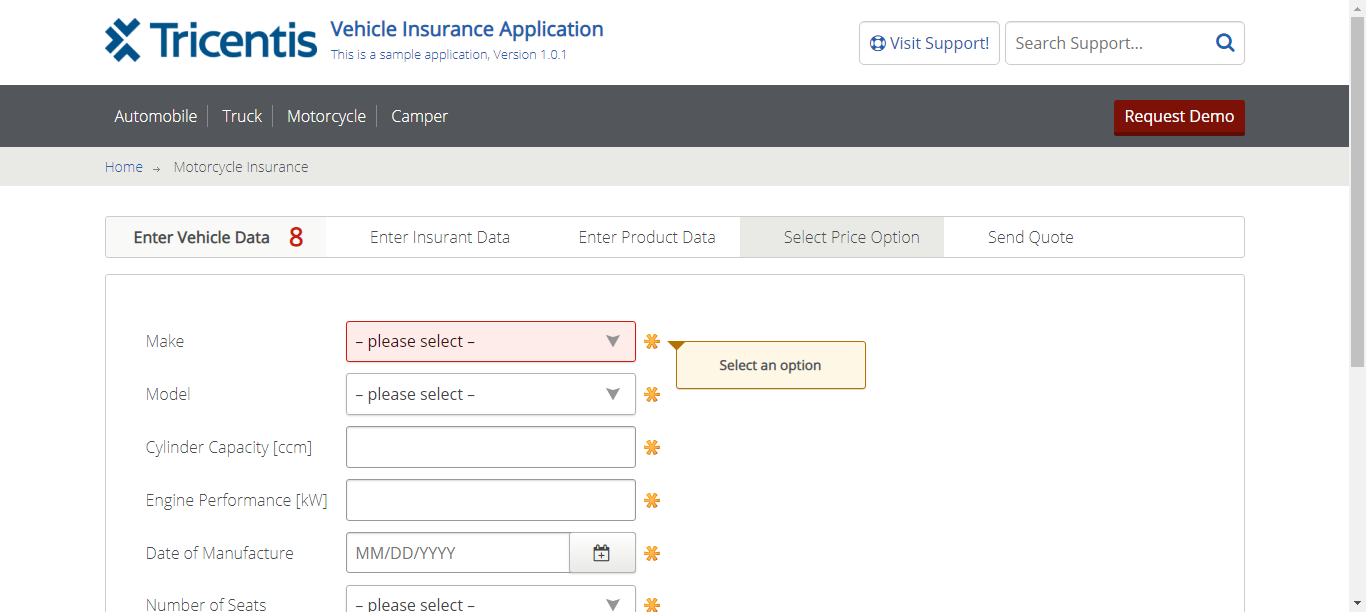 Tricentis
Vehicle Insurance Application
This is a sample application, Version 1.0.1
Visit Support!
Search Support...
Automobile
Truck
Motorcycle
Camper
Request Demo
Home → Motorcycle Insurance
Enter Vehicle Data 8
Enter Insurant Data
Enter Product Data
Select Price Option
Send Quote
Make
– please select –
Select an option
Model
– please select –
Cylinder Capacity [ccm]
Engine Performance [kW]
Date of Manufacture
MM/DD/YYYY
Number of Seats
– please select –